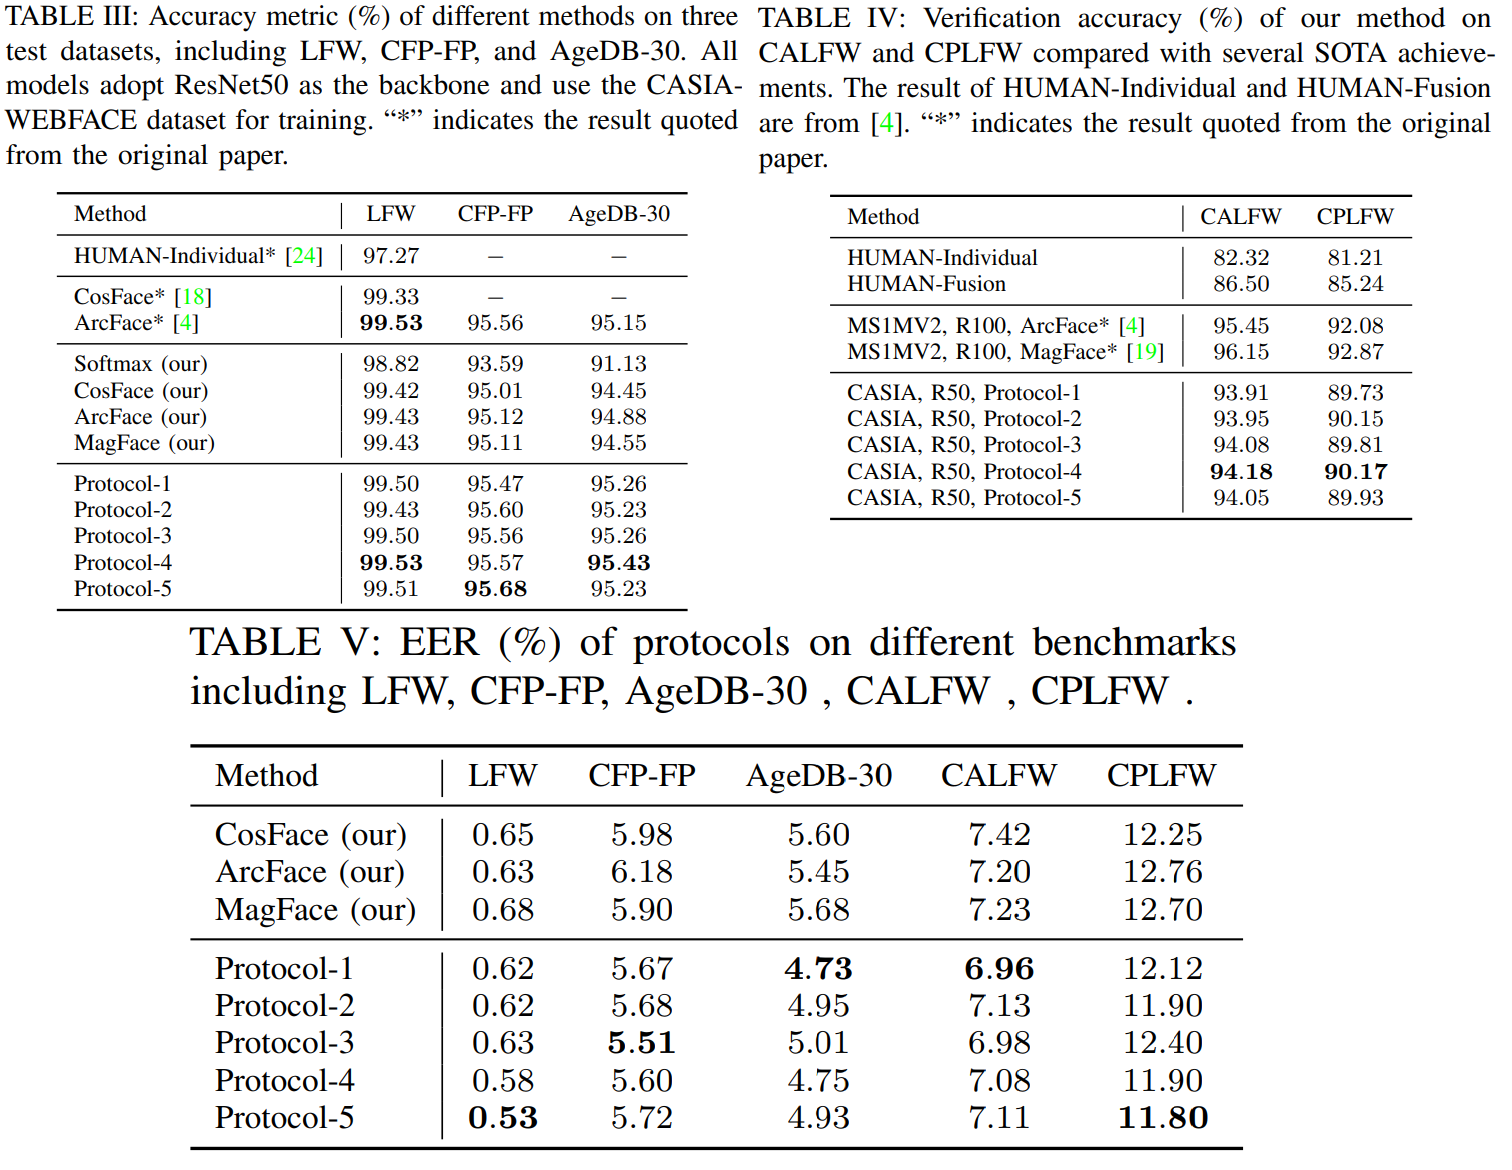 TABLE III: Accuracy metric (%) of different methods on three
test datasets, including LFW, CFP-FP, and AgeDB-30. All
models adopt ResNet50 as the backbone and use the CASIA-
WEBFACE dataset for training. “*” indicates the result quoted
from the original paper.
Method LFW CFP-FP AgeDB-30
HUMAN-Individual* [24] 97.27 – –
CosFace* [18] 99.33 – –
ArcFace* [4] 99.53 95.56 95.15
Softmax (our) 98.82 93.59 91.13
CosFace (our) 99.42 95.01 94.45
ArcFace (our) 99.43 95.12 94.88
MagFace (our) 99.43 95.11 94.55
Protocol-1 99.50 95.47 95.26
Protocol-2 99.43 95.60 95.23
Protocol-3 99.50 95.56 95.26
Protocol-4 99.53 95.57 95.43
Protocol-5 99.51 95.68 95.23
TABLE IV: Verification accuracy (%) of our method on
CALFW and CPLFW compared with several SOTA achieve-
ments. The result of HUMAN-Individual and HUMAN-Fusion
are from [4]. “*” indicates the result quoted from the original
paper.
Method CALFW CPLFW
HUMAN-Individual 82.32 81.21
HUMAN-Fusion 86.50 85.24
MS1MV2, R100, ArcFace* [4] 95.45 92.08
MS1MV2, R100, MagFace* [19] 96.15 92.87
CASIA, R50, Protocol-1 93.91 89.73
CASIA, R50, Protocol-2 93.95 90.15
CASIA, R50, Protocol-3 94.08 89.81
CASIA, R50, Protocol-4 94.18 90.17
CASIA, R50, Protocol-5 94.05 89.93
TABLE V: EER (%) of protocols on different benchmarks
including LFW, CFP-FP, AgeDB-30 , CALFW , CPLFW .
Method LFW CFP-FP AgeDB-30 CALFW CPLFW
CosFace (our) 0.65 5.98 5.60 7.42 12.25
ArcFace (our) 0.63 6.18 5.45 7.20 12.76
MagFace (our) 0.68 5.90 5.68 7.23 12.70
Protocol-1 0.62 5.67 4.73 6.96 12.12
Protocol-2 0.62 5.68 4.95 7.13 11.90
Protocol-3 0.63 5.51 5.01 6.98 12.40
Protocol-4 0.58 5.60 4.75 7.08 11.90
Protocol-5 0.53 5.72 4.93 7.11 11.80